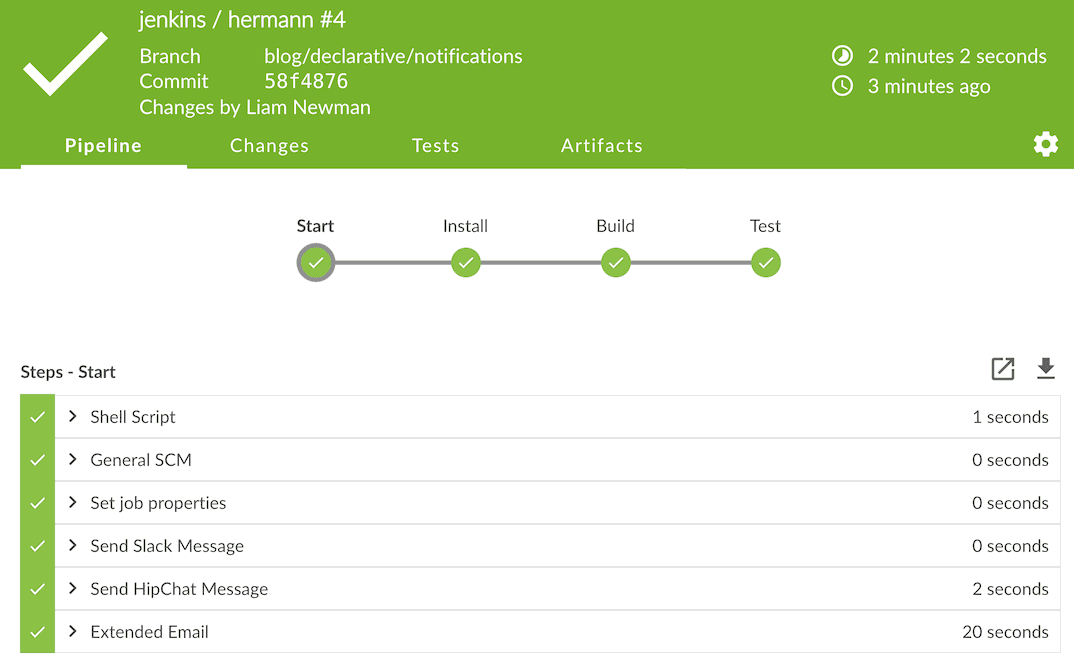 jenkins / hermann #4
Branch blog/declarative/notifications
Commit 58f4876
Changes by Liam Newman
2 minutes 2 seconds
3 minutes ago
Pipeline Changes Tests Artifacts
Start Install Build Test
Steps - Start
Shell Script 1 seconds
General SCM 0 seconds
Set job properties 0 seconds
Send Slack Message 0 seconds
Send HipChat Message 2 seconds
Extended Email 20 seconds